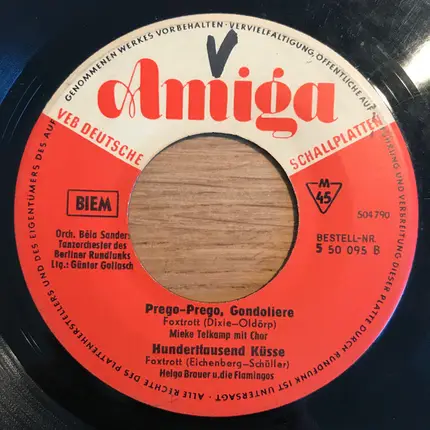 GENOMMENEN WERKES VORBEHALTEN · VERVIELFÄLTIGUNG, ÖFFENTLICHE AUFFÜHRUNG UND VERBREITUNG DIESER PLATTE DURCH RUNDFUNK IST UNTERSAGT · ALLE RECHTE DES PLATTENHERSTELLERS UND DES EIGENTÜMERS DES AUF
V
Amiga
VEB DEUTSCHE SCHALLPLATTEN
BIEM
M
45
504790
Orch. Béla Sanders
Tanzorchester des
Berliner Rundfunks
Ltg.: Günter Gollasch
BESTELL-NR.
5 50 095 B
Prego-Prego, Gondoliere
Foxtrott (Dixie–Oldörp)
Mieke Telkamp mit Chor
Hunderttausend Küsse
Foxtrott (Eichenberg–Schüller)
Helga Brauer u. die Flamingos